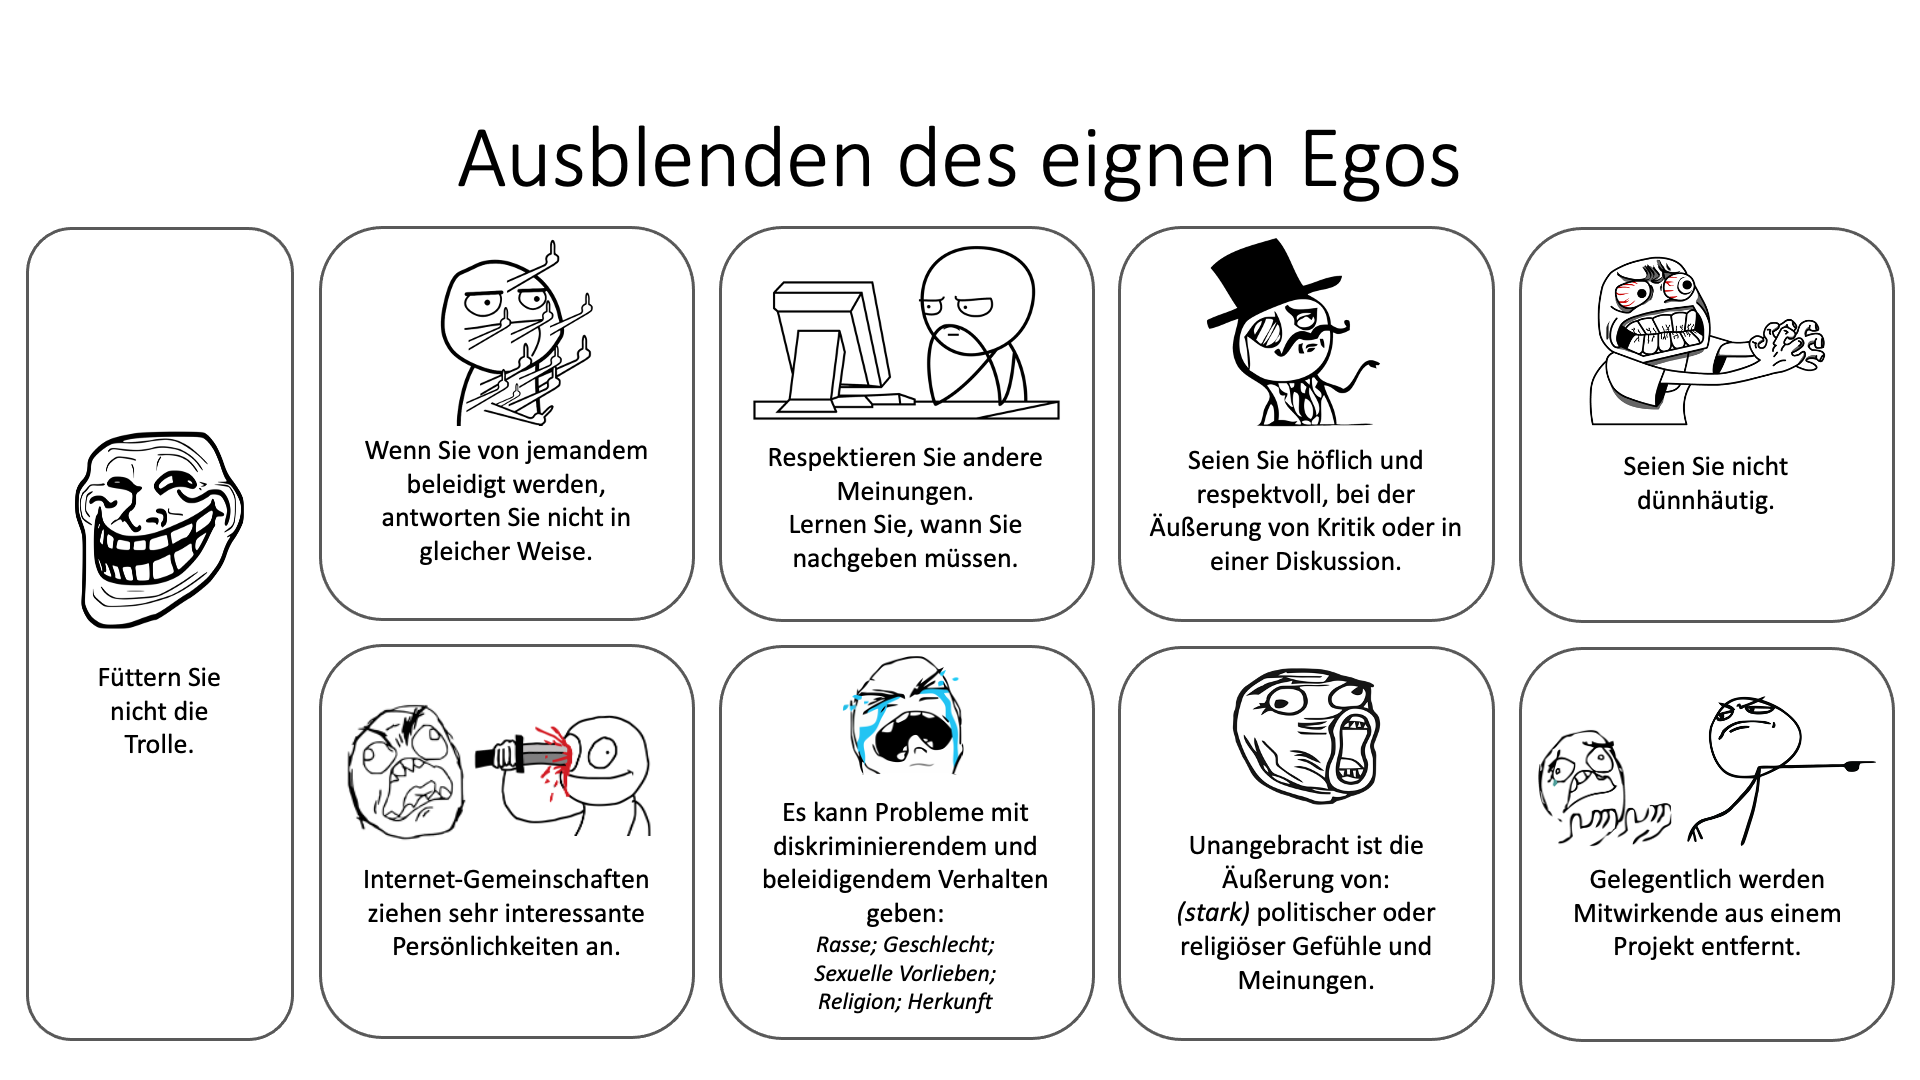 Ausblenden des eignen Egos
Füttern Sie
nicht die
Trolle.
Wenn Sie von jemandem
beleidigt werden,
antworten Sie nicht in
gleicher Weise.
Respektieren Sie andere
Meinungen.
Lernen Sie, wann Sie
nachgeben müssen.
Seien Sie höflich und
respektvoll, bei der
Äußerung von Kritik oder in
einer Diskussion.
Seien Sie nicht
dünnhäutig.
Internet-Gemeinschaften
ziehen sehr interessante
Persönlichkeiten an.
Es kann Probleme mit
diskriminierendem und
beleidigendem Verhalten
geben:
Rasse; Geschlecht;
Sexuelle Vorlieben;
Religion; Herkunft
Unangebracht ist die
Äußerung von:
(stark) politischer oder
religiöser Gefühle und
Meinungen.
Gelegentlich werden
Mitwirkende aus einem
Projekt entfernt.